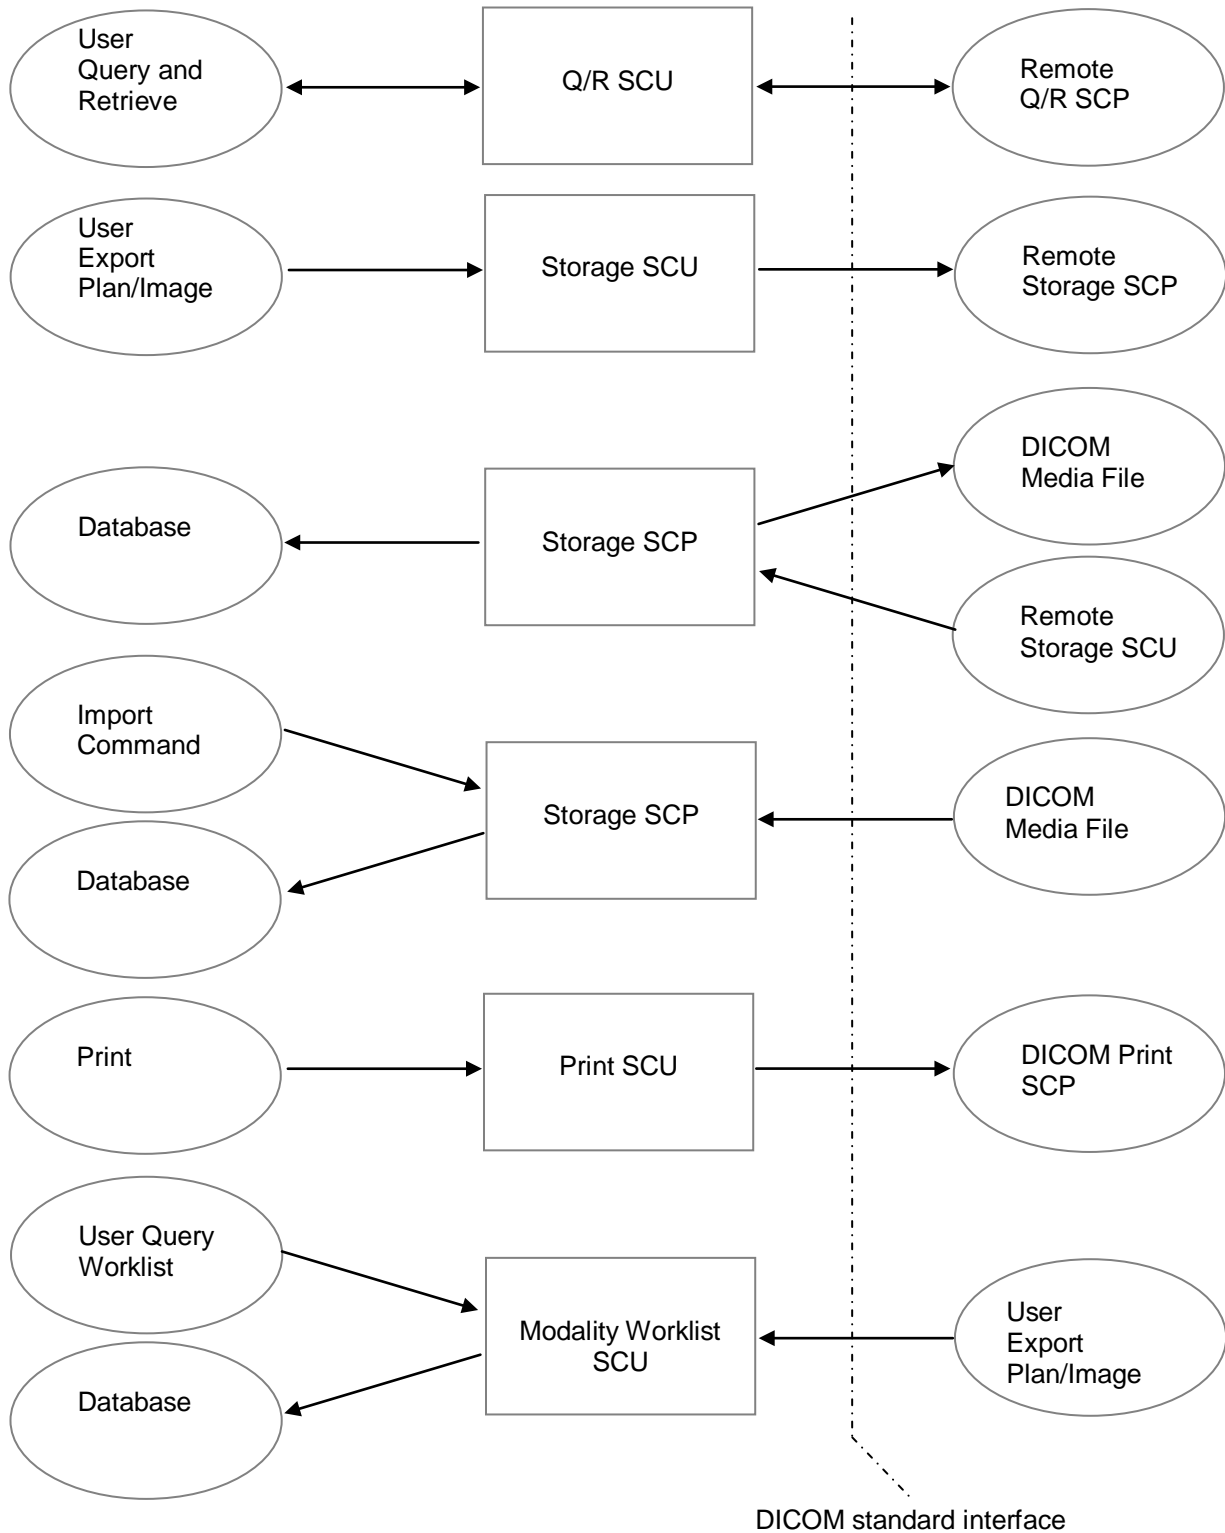 User
Query and
Retrieve
Q/R SCU
Remote
Q/R SCP
User
Export
Plan/Image
Storage SCU
Remote
Storage SCP
DICOM
Media File
Database
Storage SCP
Remote
Storage SCU
Import
Command
Storage SCP
DICOM
Media File
Database
Print
Print SCU
DICOM Print
SCP
User Query
Worklist
Modality Worklist
SCU
User
Export
Plan/Image
Database
DICOM standard interface